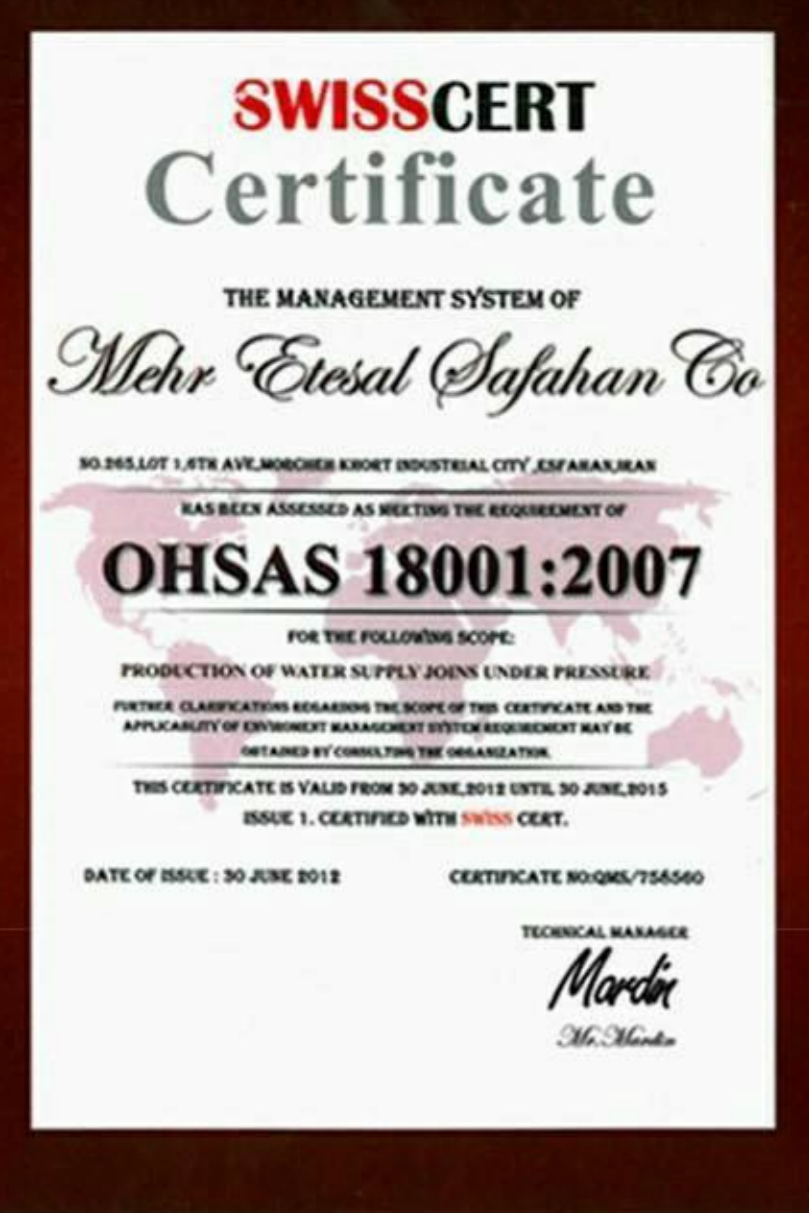 SWISSCERT
Certificate
THE MANAGEMENT SYSTEM OF
Mehr Etesal Safahan Co
NO.265,LOT 1,6TH AVE,MORCHEH KHORT INDUSTRIAL CITY ,ESFAHAN,IRAN
HAS BEEN ASSESSED AS MEETING THE REQUIREMENT OF
OHSAS 18001:2007
FOR THE FOLLOWING SCOPE:
PRODUCTION OF WATER SUPPLY JOINS UNDER PRESSURE
FURTHER CLARIFICATIONS REGARDING THE SCOPE OF THIS CERTIFICATE AND THE
APPLICABLITY OF ENVIROMENT MANAGEMENT SYSTEM REQUIREMENT MAY BE
OBTAINED BY CONSULTING THE ORGANIZATION.
THIS CERTIFICATE IS VALID FROM 30 JUNE,2012 UNTIL 30 JUNE,2015
ISSUE 1. CERTIFIED WITH SWISS CERT.
DATE OF ISSUE : 30 JUNE 2012
CERTIFICATE NO:QMS/758560
TECHNICAL MANAGER
Mardin
Mr.Mardin